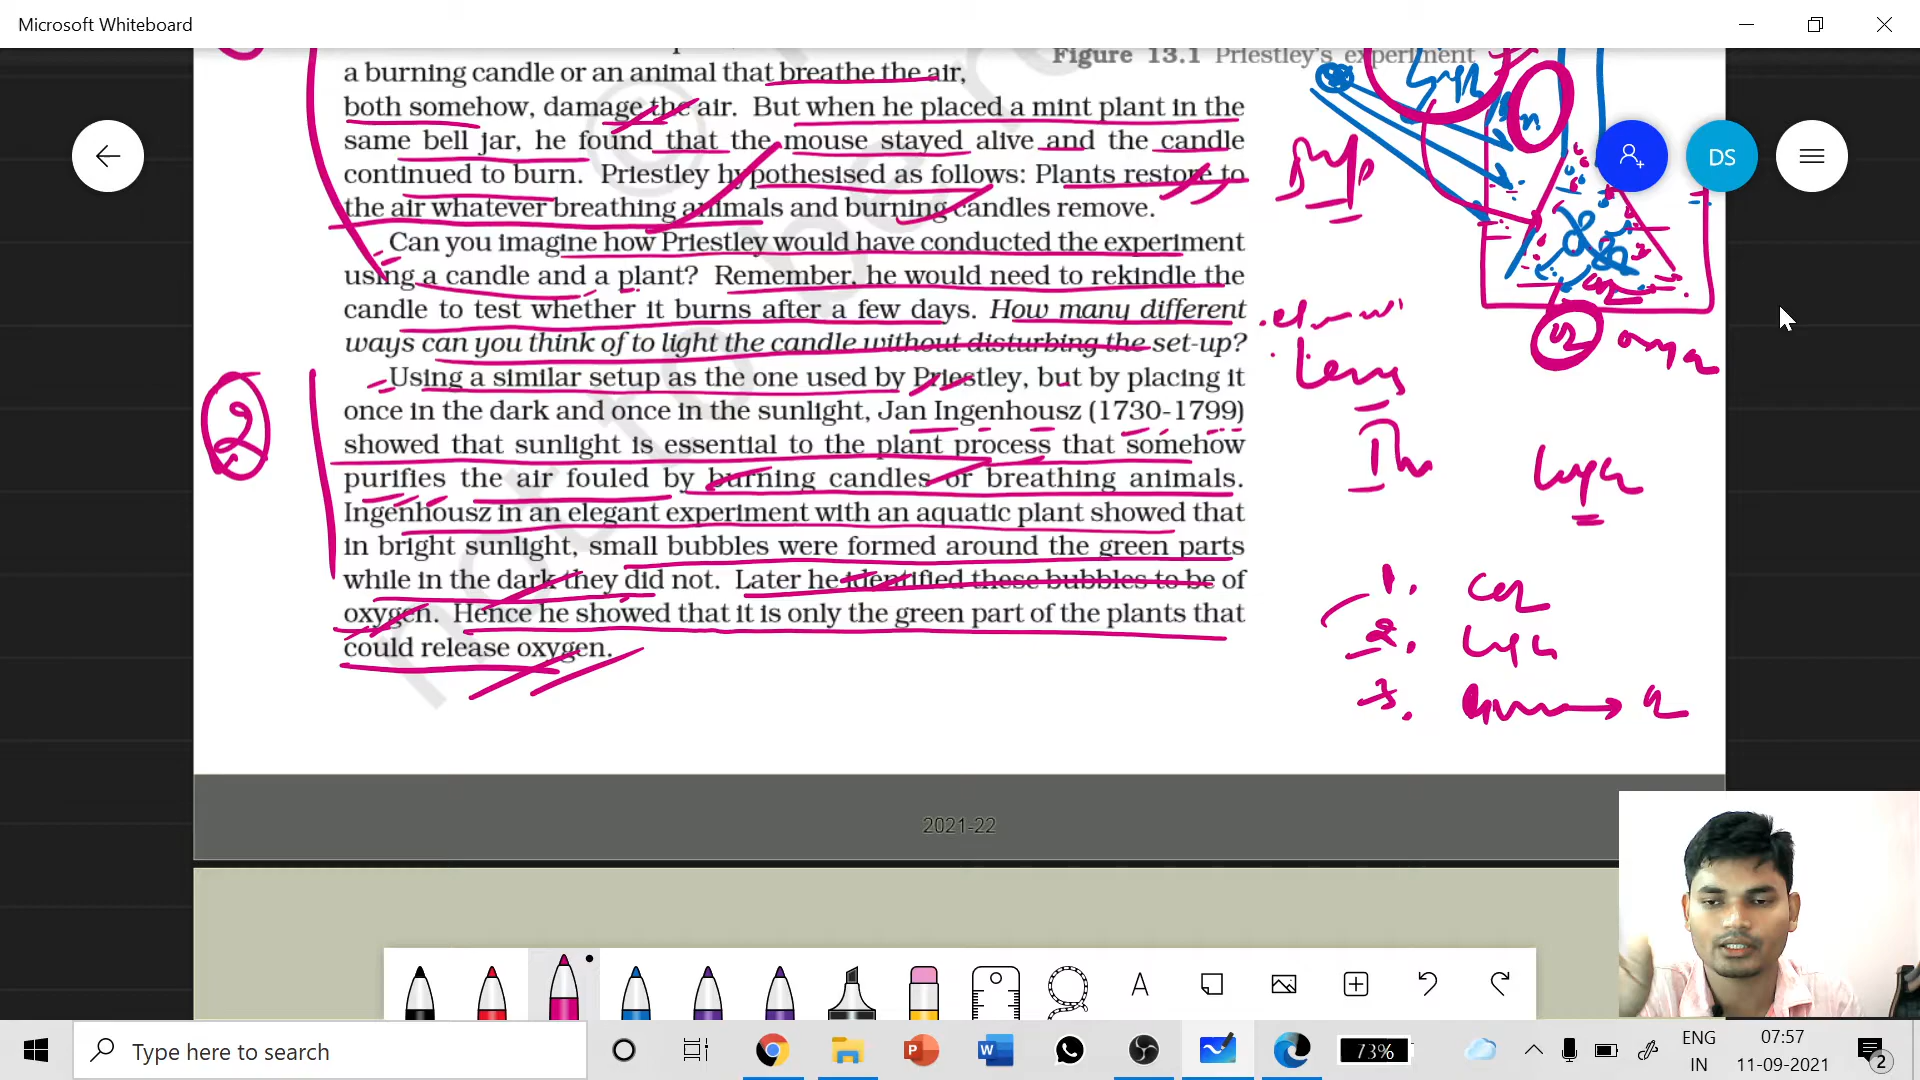 Microsoft Whiteboard
Figure 13.1 Priestley's experiment
a burning candle or an animal that breathe the air,
both somehow, damage the air. But when he placed a mint plant in the
same bell jar, he found that the mouse stayed alive and the candle
continued to burn. Priestley hypothesised as follows: Plants restore to
the air whatever breathing animals and burning candles remove.
Can you imagine how Priestley would have conducted the experiment
using a candle and a plant? Remember, he would need to rekindle the
candle to test whether it burns after a few days. How many different
ways can you think of to light the candle without disturbing the set-up?
Using a similar setup as the one used by Priestley, but by placing it
once in the dark and once in the sunlight, Jan Ingenhousz (1730-1799)
showed that sunlight is essential to the plant process that somehow
purifies the air fouled by burning candles or breathing animals.
Ingenhousz in an elegant experiment with an aquatic plant showed that
in bright sunlight, small bubbles were formed around the green parts
while in the dark they did not. Later he identified these bubbles to be of
oxygen. Hence he showed that it is only the green part of the plants that
could release oxygen.
DS
2
1.
2.
3.
2021-22
Type here to search
73%
ENG
IN
07:57
11-09-2021
2